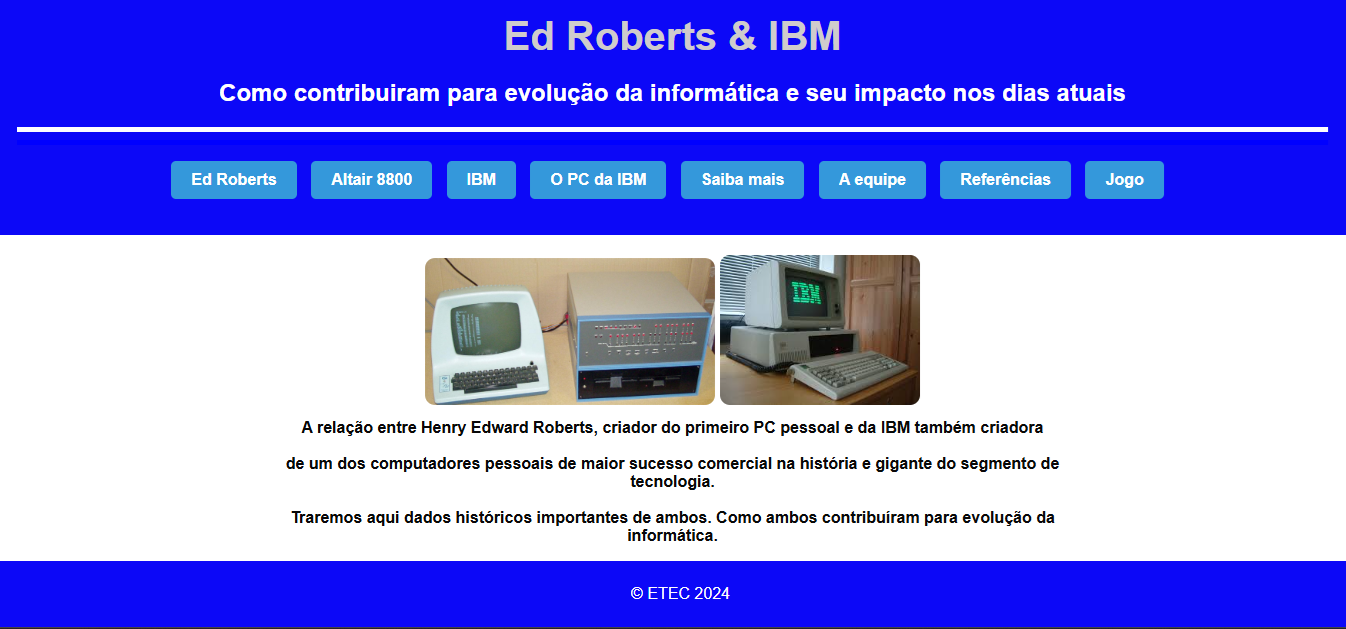 Ed Roberts & IBM
Como contribuiram para evolução da informática e seu impacto nos dias atuais
Ed Roberts Altair 8800 IBM O PC da IBM Saiba mais A equipe Referências Jogo
IBM
A relação entre Henry Edward Roberts, criador do primeiro PC pessoal e da IBM também criadora
de um dos computadores pessoais de maior sucesso comercial na história e gigante do segmento de
tecnologia.
Traremos aqui dados históricos importantes de ambos. Como ambos contribuíram para evolução da
informática.
© ETEC 2024